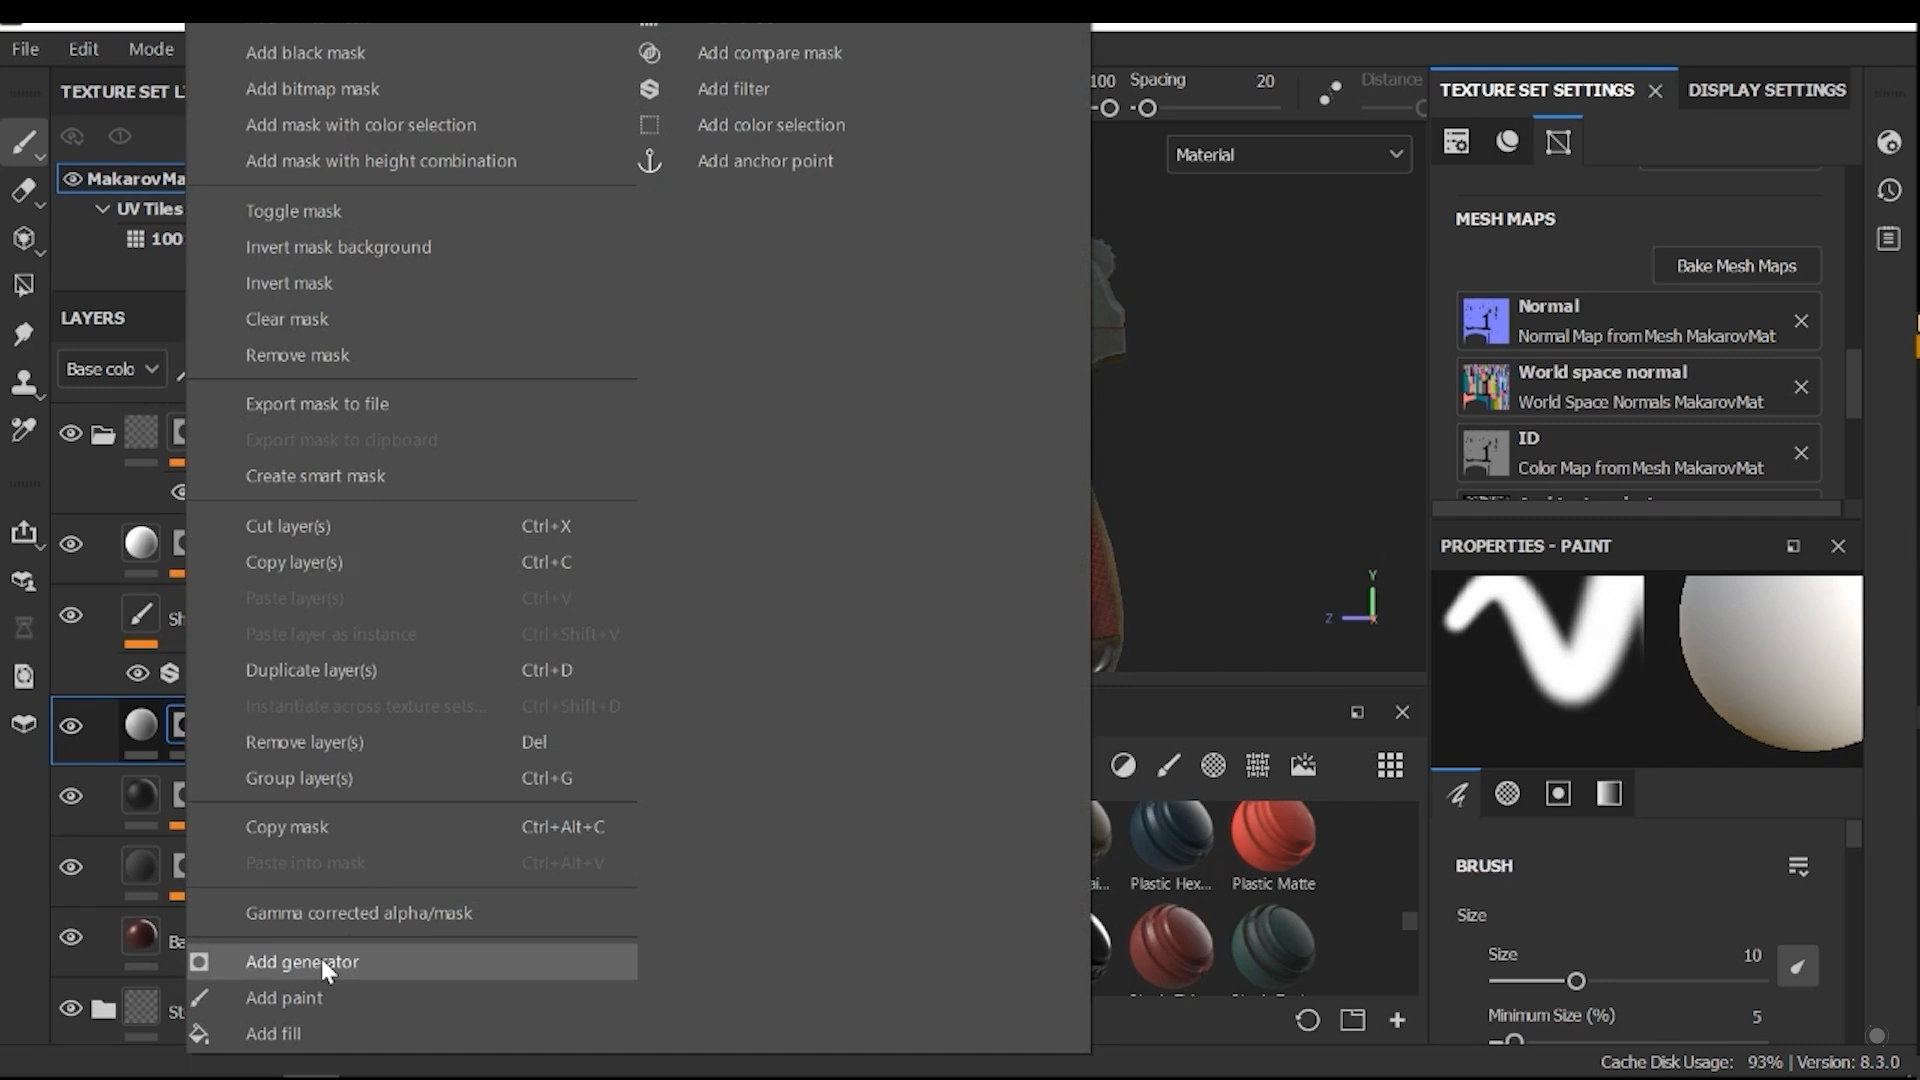 File
Edit
Mode
TEXTURE SET L
MakarovMa
UV Tiles
100
LAYERS
Base colo
Sh
Ba
St
Add black mask
Add bitmap mask
Add mask with color selection
Add mask with height combination
Toggle mask
Invert mask background
Invert mask
Clear mask
Remove mask
Export mask to file
Export mask to clipboard
Create smart mask
Cut layer(s) Ctrl+X
Copy layer(s) Ctrl+C
Paste layer(s) Ctrl+V
Paste layer as instance Ctrl+Shift+V
Duplicate layer(s) Ctrl+D
Instantiate across texture sets... Ctrl+Shift+D
Remove layer(s) Del
Group layer(s) Ctrl+G
Copy mask Ctrl+Alt+C
Paste into mask Ctrl+Alt+V
Gamma corrected alpha/mask
Add generator
Add paint
Add fill
Add compare mask
Add filter
Add color selection
Add anchor point
100 Spacing 20 Distance
Material
Y
Z
Plastic Hex... Plastic Matte
TEXTURE SET SETTINGS
DISPLAY SETTINGS
MESH MAPS
Bake Mesh Maps
Normal
Normal Map from Mesh MakarovMat
World space normal
World Space Normals MakarovMat
ID
Color Map from Mesh MakarovMat
PROPERTIES - PAINT
BRUSH
Size
Size 10
Minimum Size (%) 5
Cache Disk Usage: 93% | Version: 8.3.0